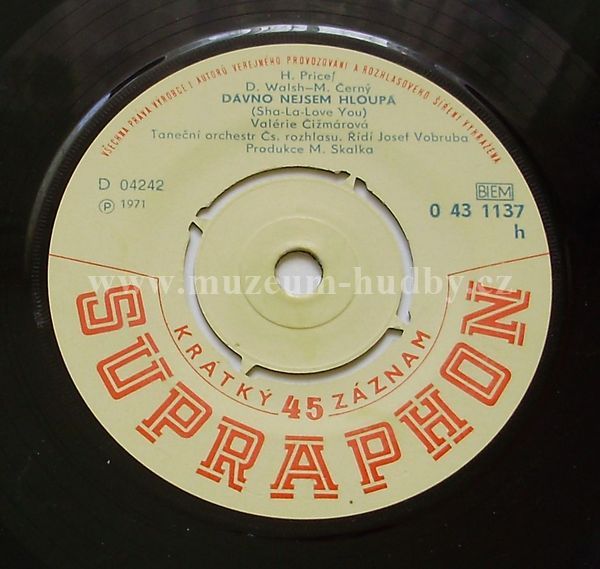 VŠECHNA PRÁVA VÝROBCE I AUTORŮ VEŘEJNÉHO PROVOZOVÁNÍ A ROZHLASOVÉHO ŠÍŘENÍ VYHRAZENA
H. Price/
D. Walsh–M. Černý
DÁVNO NEJSEM HLOUPÁ
(Sha-La-Love You)
Valérie Čižmárová
Taneční orchestr Čs. rozhlasu. Řídí Josef Vobruba
Produkce M. Skalka
D 04242
Ⓟ 1971
BIEM
0 43 1137
h
www.muzeum-hudby.cz
KRÁTKÝ 45 ZÁZNAM
SUPRAPHON